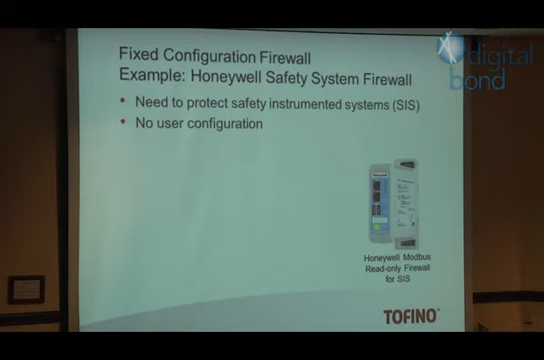 Fixed Configuration Firewall
Example: Honeywell Safety System Firewall
• Need to protect safety instrumented systems (SIS)
• No user configuration
Honeywell Modbus
Read-only Firewall
for SIS
TOFINO™
digital
bond